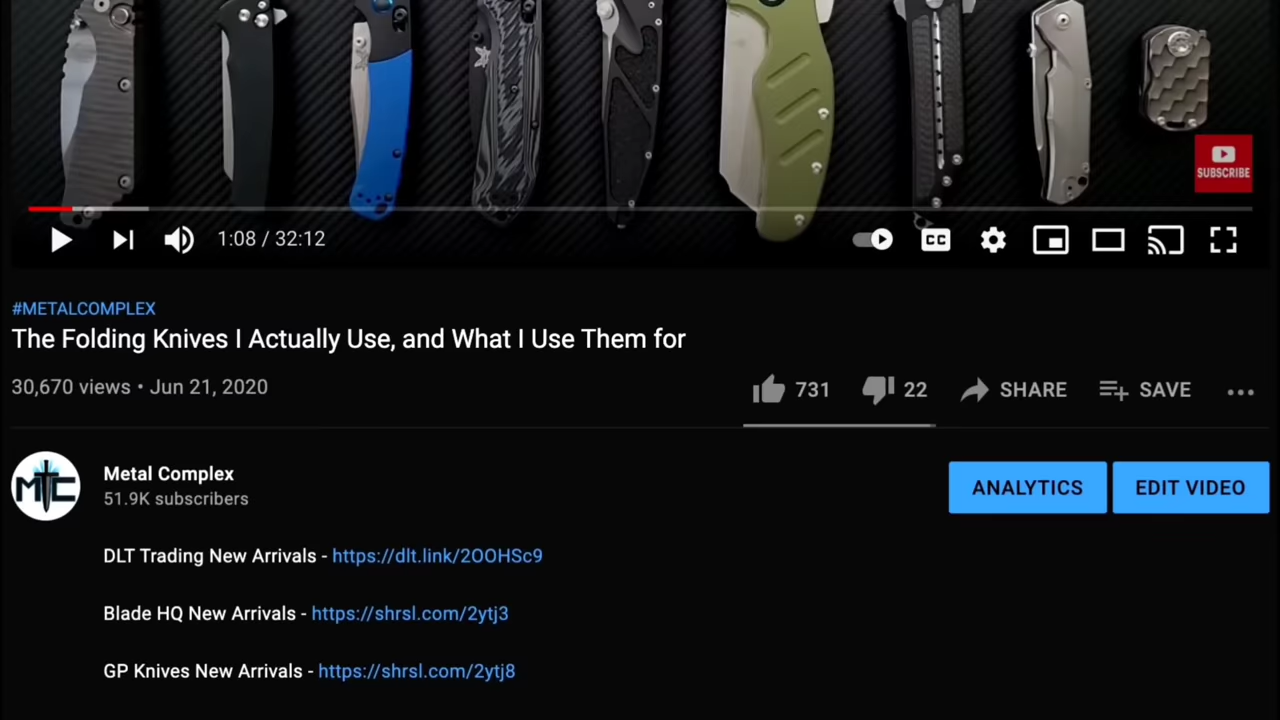 SUBSCRIBE
1:08 / 32:12
CC
#METALCOMPLEX
The Folding Knives I Actually Use, and What I Use Them for
30,670 views • Jun 21, 2020
731 22 SHARE SAVE
MTC
Metal Complex
51.9K subscribers
ANALYTICS EDIT VIDEO
DLT Trading New Arrivals - https://dlt.link/2OOHSc9
Blade HQ New Arrivals - https://shrsl.com/2ytj3
GP Knives New Arrivals - https://shrsl.com/2ytj8